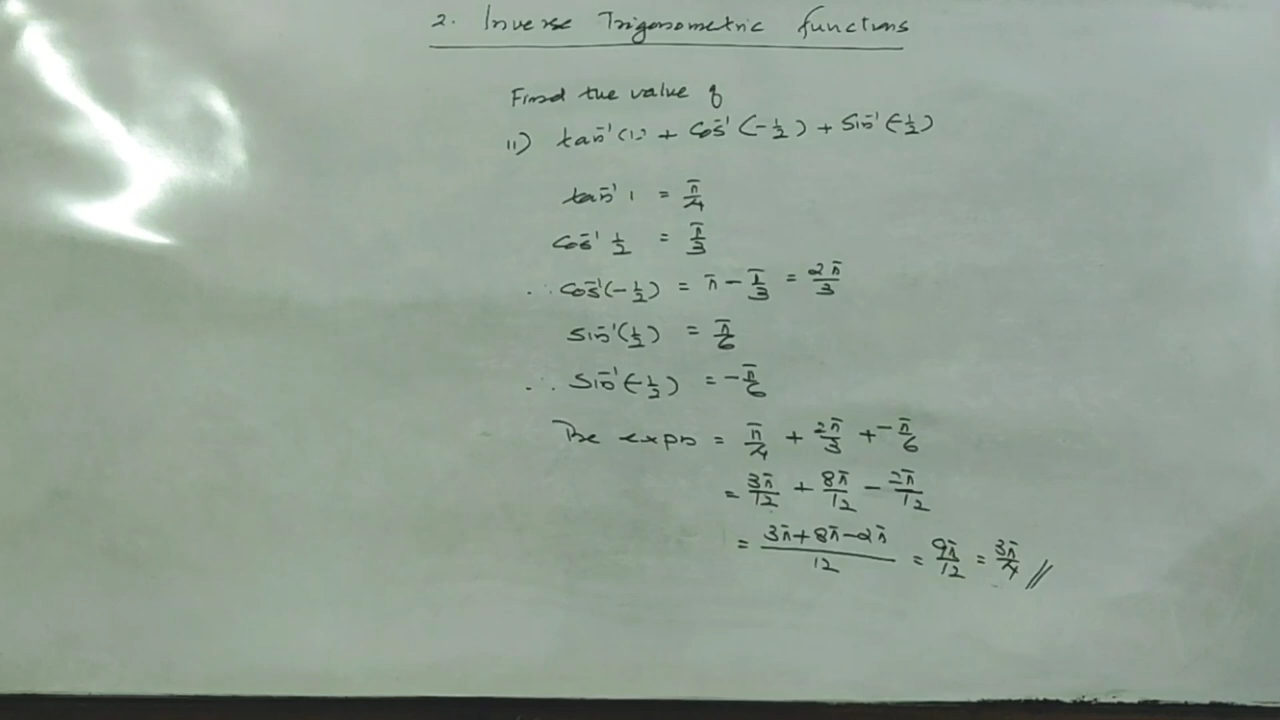 2. Inverse Trigonometric functions
Find the value of
11) tan⁻¹(1) + cos⁻¹(-1/2) + sin⁻¹(-1/2)
tan⁻¹ 1 = π/4
cos⁻¹ 1/2 = π/3
∴ cos⁻¹(-1/2) = π - π/3 = 2π/3
sin⁻¹(1/2) = π/6
∴ sin⁻¹(-1/2) = -π/6
The expn = π/4 + 2π/3 + -π/6
= 3π/12 + 8π/12 - 2π/12
= (3π+8π-2π)/12 = 9π/12 = 3π/4 //